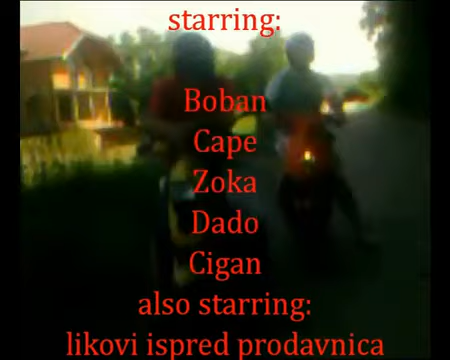 starring:
Boban
Cape
Zoka
Dado
Cigan
also starring:
likovi ispred prodavnica